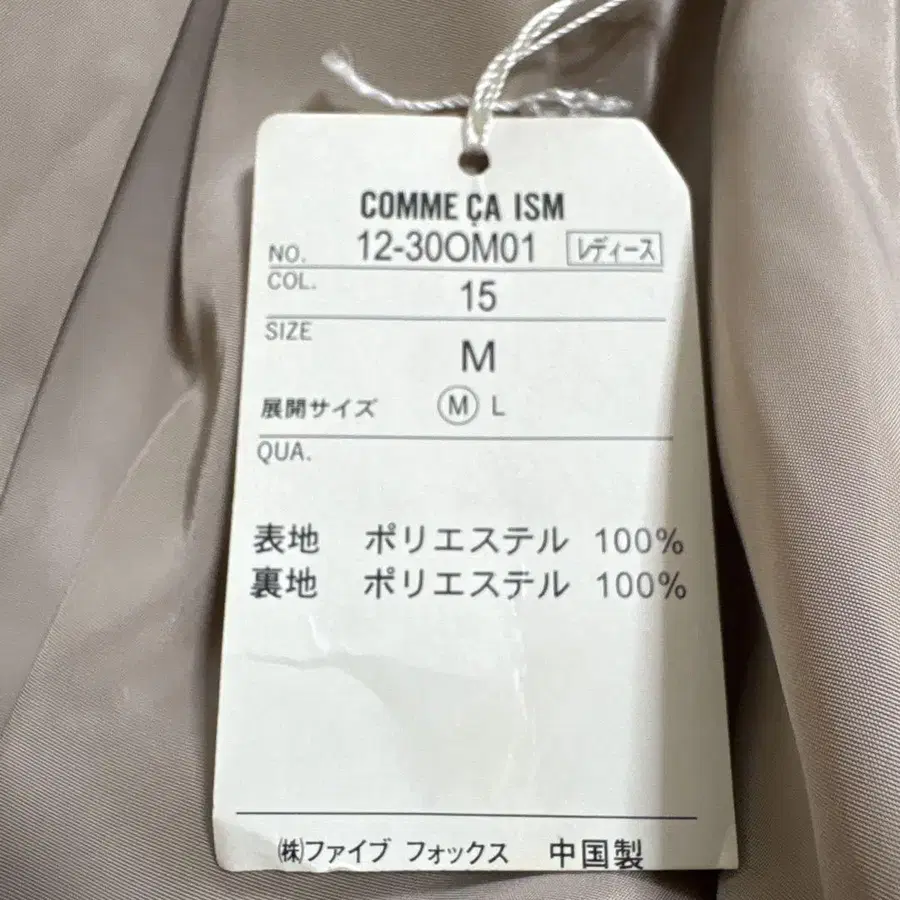 COMME ÇA ISM
NO. 12-30OM01 レディース
COL. 15
SIZE M
展開サイズ Ⓜ L
QUA.
表地 ポリエステル 100%
裏地 ポリエステル 100%
㈱ファイブ フォックス 中国製